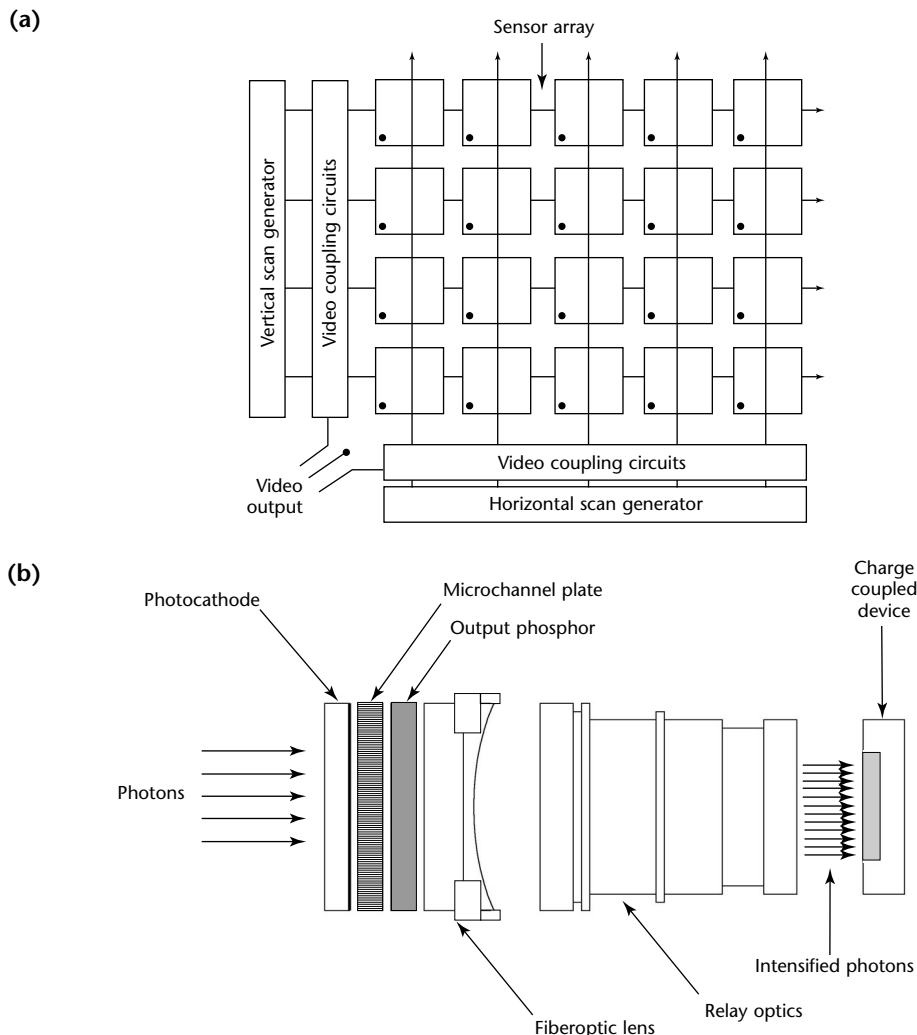 (a)
Sensor array
Vertical scan generator
Video coupling circuits
Video coupling circuits
Video
output
Horizontal scan generator
(b)
Charge
coupled
device
Microchannel plate
Photocathode
Output phosphor
Photons
Intensified photons
Relay optics
Fiberoptic lens